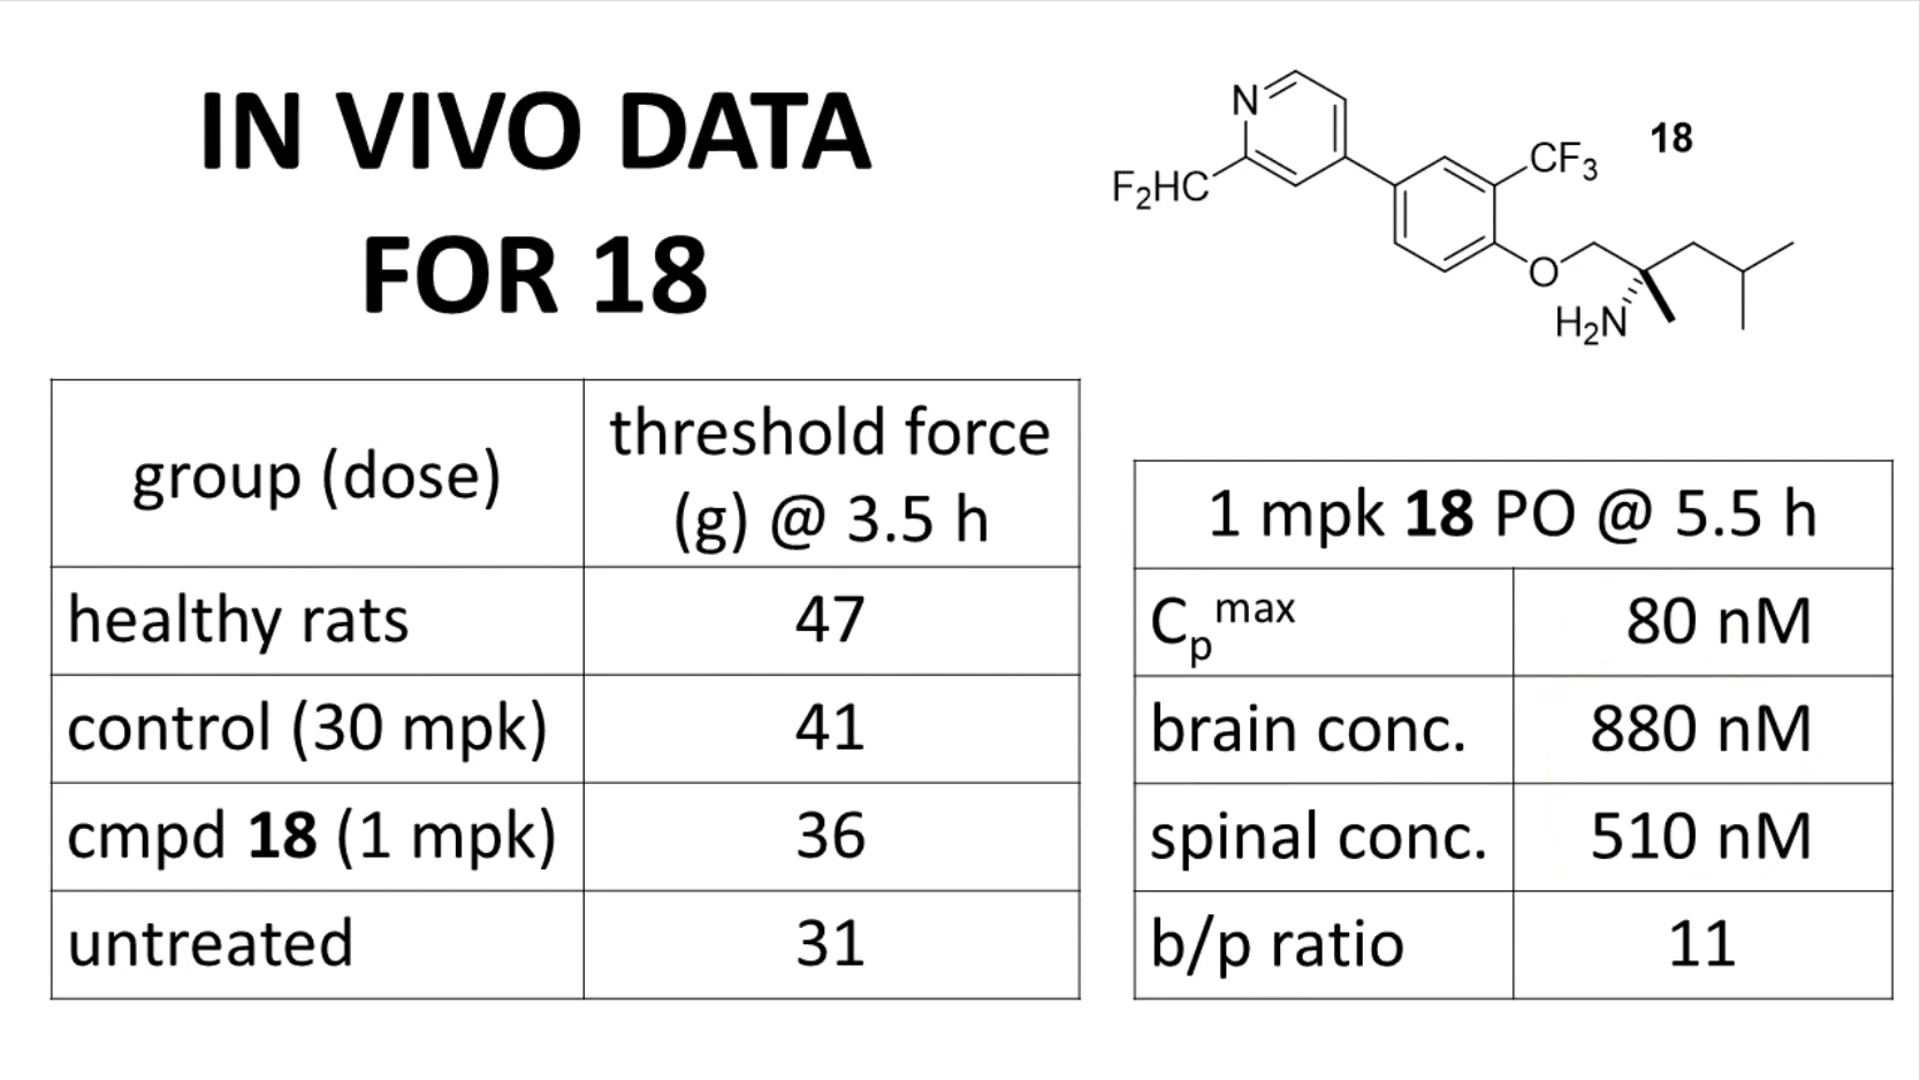 IN VIVO DATA
FOR 18
N
F₂HC
CF₃
18
O
H₂N
group (dose)
threshold force
(g) @ 3.5 h
healthy rats
47
control (30 mpk)
41
cmpd 18 (1 mpk)
36
untreated
31
1 mpk 18 PO @ 5.5 h
Cₚᵐᵃˣ
80 nM
brain conc.
880 nM
spinal conc.
510 nM
b/p ratio
11